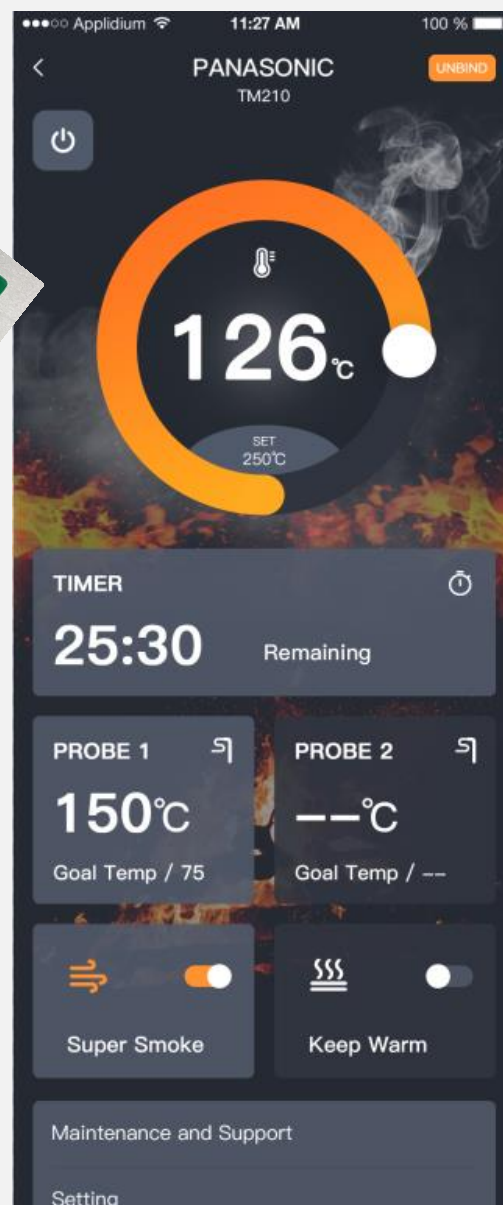 Applidium 11:27 AM 100 %
PANASONIC UNBIND
TM210
126℃
SET
250℃
TIMER
25:30 Remaining
PROBE 1 PROBE 2
150℃ ––℃
Goal Temp / 75 Goal Temp / ––
Super Smoke Keep Warm
Maintenance and Support
Setting